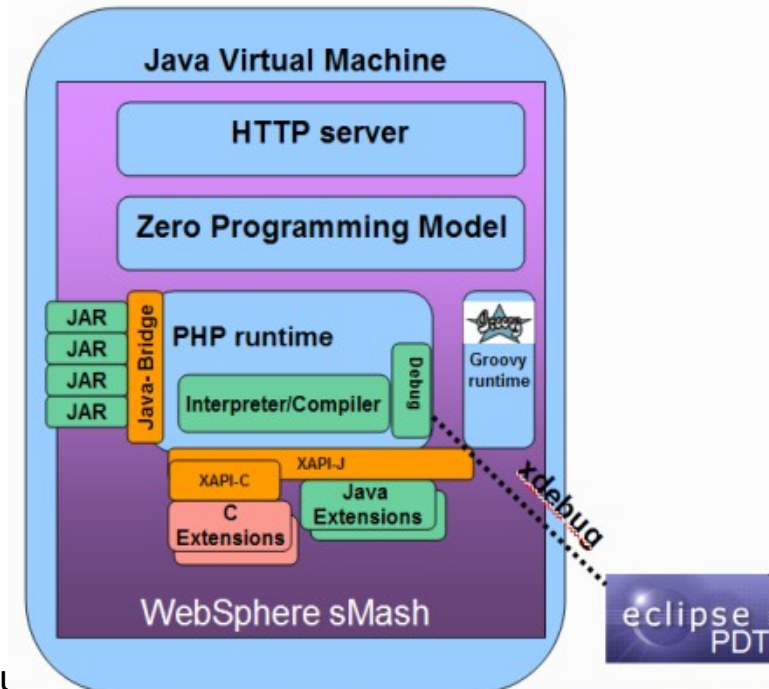 Java Virtual Machine
HTTP server
Zero Programming Model
JAR
JAR
JAR
JAR
Java- Bridge
PHP runtime
Interpreter/Compiler
Debug
Groovy
Groovy
runtime
XAPI-J
XAPI-C
C
Extensions
Java
Extensions
xdebug
WebSphere sMash
eclipse
PDT